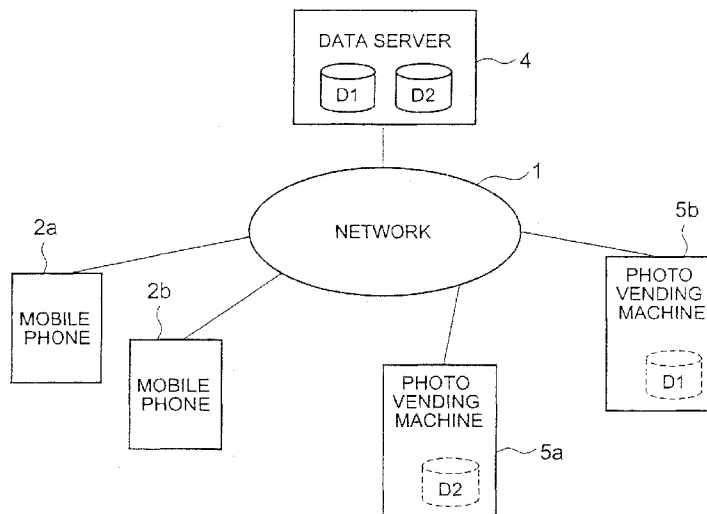 DATA SERVER
4
D1
D2
1
NETWORK
2a
MOBILE
PHONE
2b
MOBILE
PHONE
5b
PHOTO
VENDING
MACHINE
D1
PHOTO
VENDING
MACHINE
5a
D2